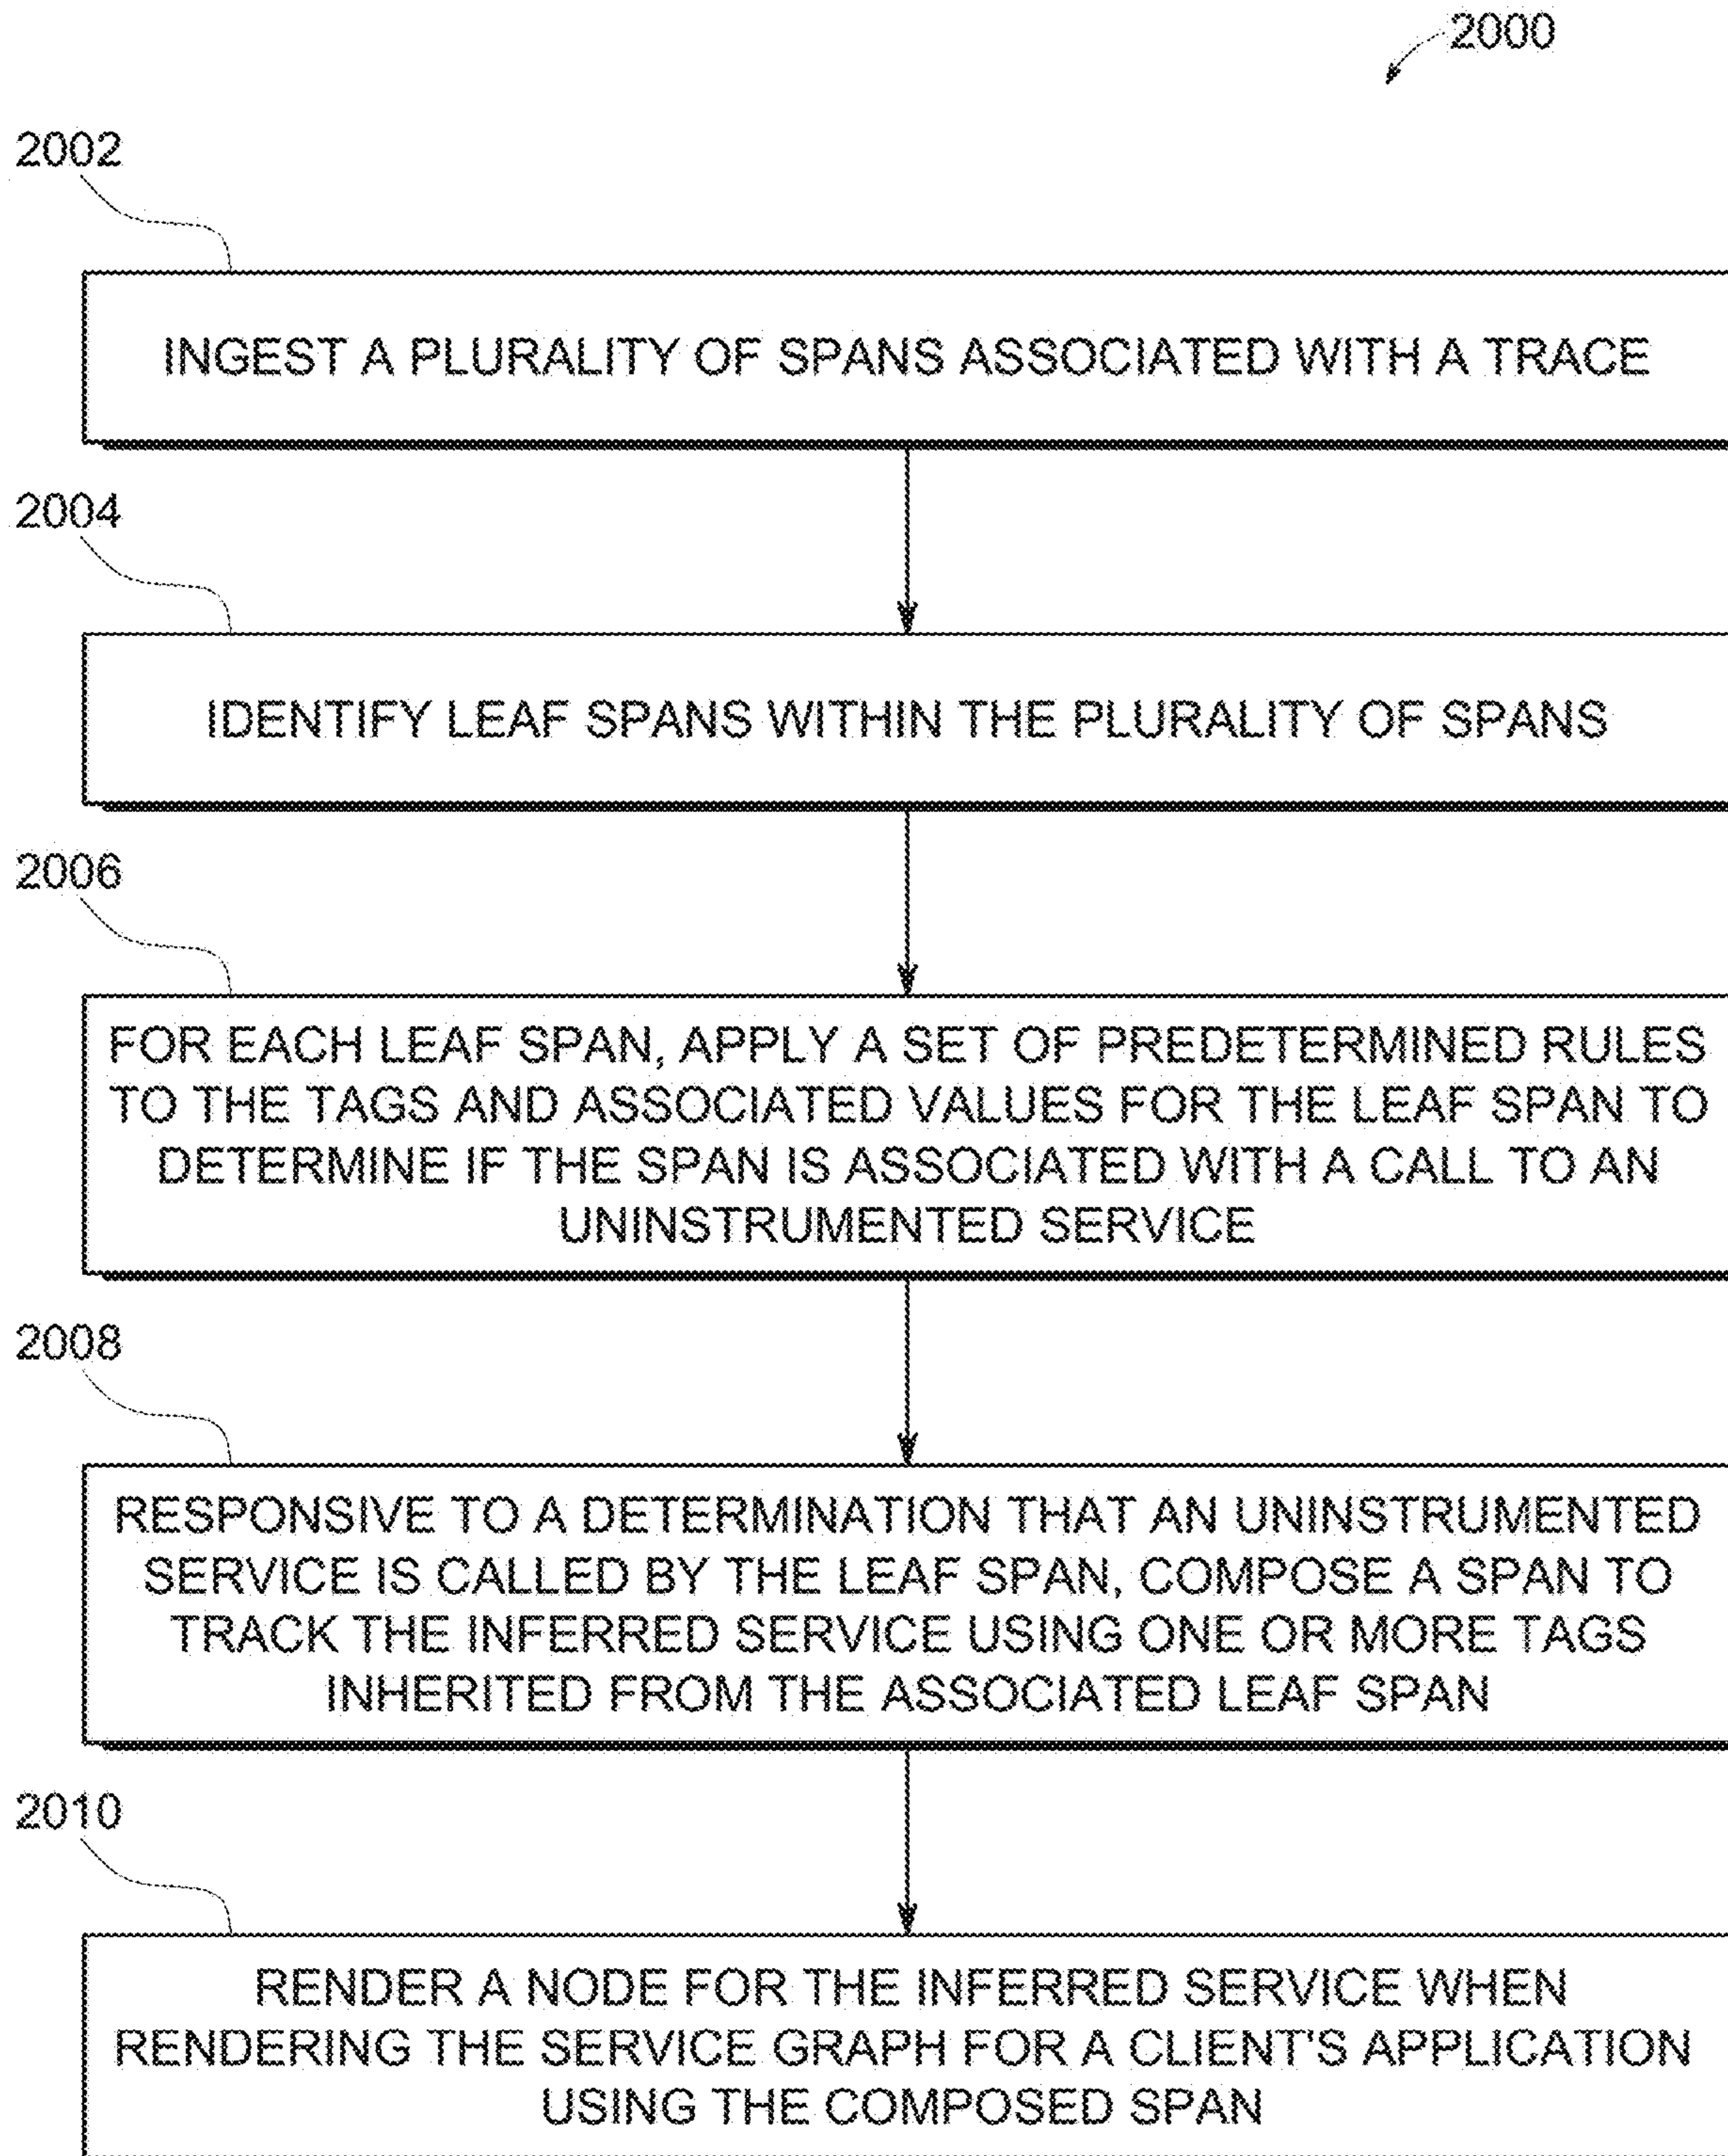 2000
2002
INGEST A PLURALITY OF SPANS ASSOCIATED WITH A TRACE
2004
IDENTIFY LEAF SPANS WITHIN THE PLURALITY OF SPANS
2006
FOR EACH LEAF SPAN, APPLY A SET OF PREDETERMINED RULES
TO THE TAGS AND ASSOCIATED VALUES FOR THE LEAF SPAN TO
DETERMINE IF THE SPAN IS ASSOCIATED WITH A CALL TO AN
UNINSTRUMENTED SERVICE
2008
RESPONSIVE TO A DETERMINATION THAT AN UNINSTRUMENTED
SERVICE IS CALLED BY THE LEAF SPAN, COMPOSE A SPAN TO
TRACK THE INFERRED SERVICE USING ONE OR MORE TAGS
INHERITED FROM THE ASSOCIATED LEAF SPAN
2010
RENDER A NODE FOR THE INFERRED SERVICE WHEN
RENDERING THE SERVICE GRAPH FOR A CLIENT'S APPLICATION
USING THE COMPOSED SPAN